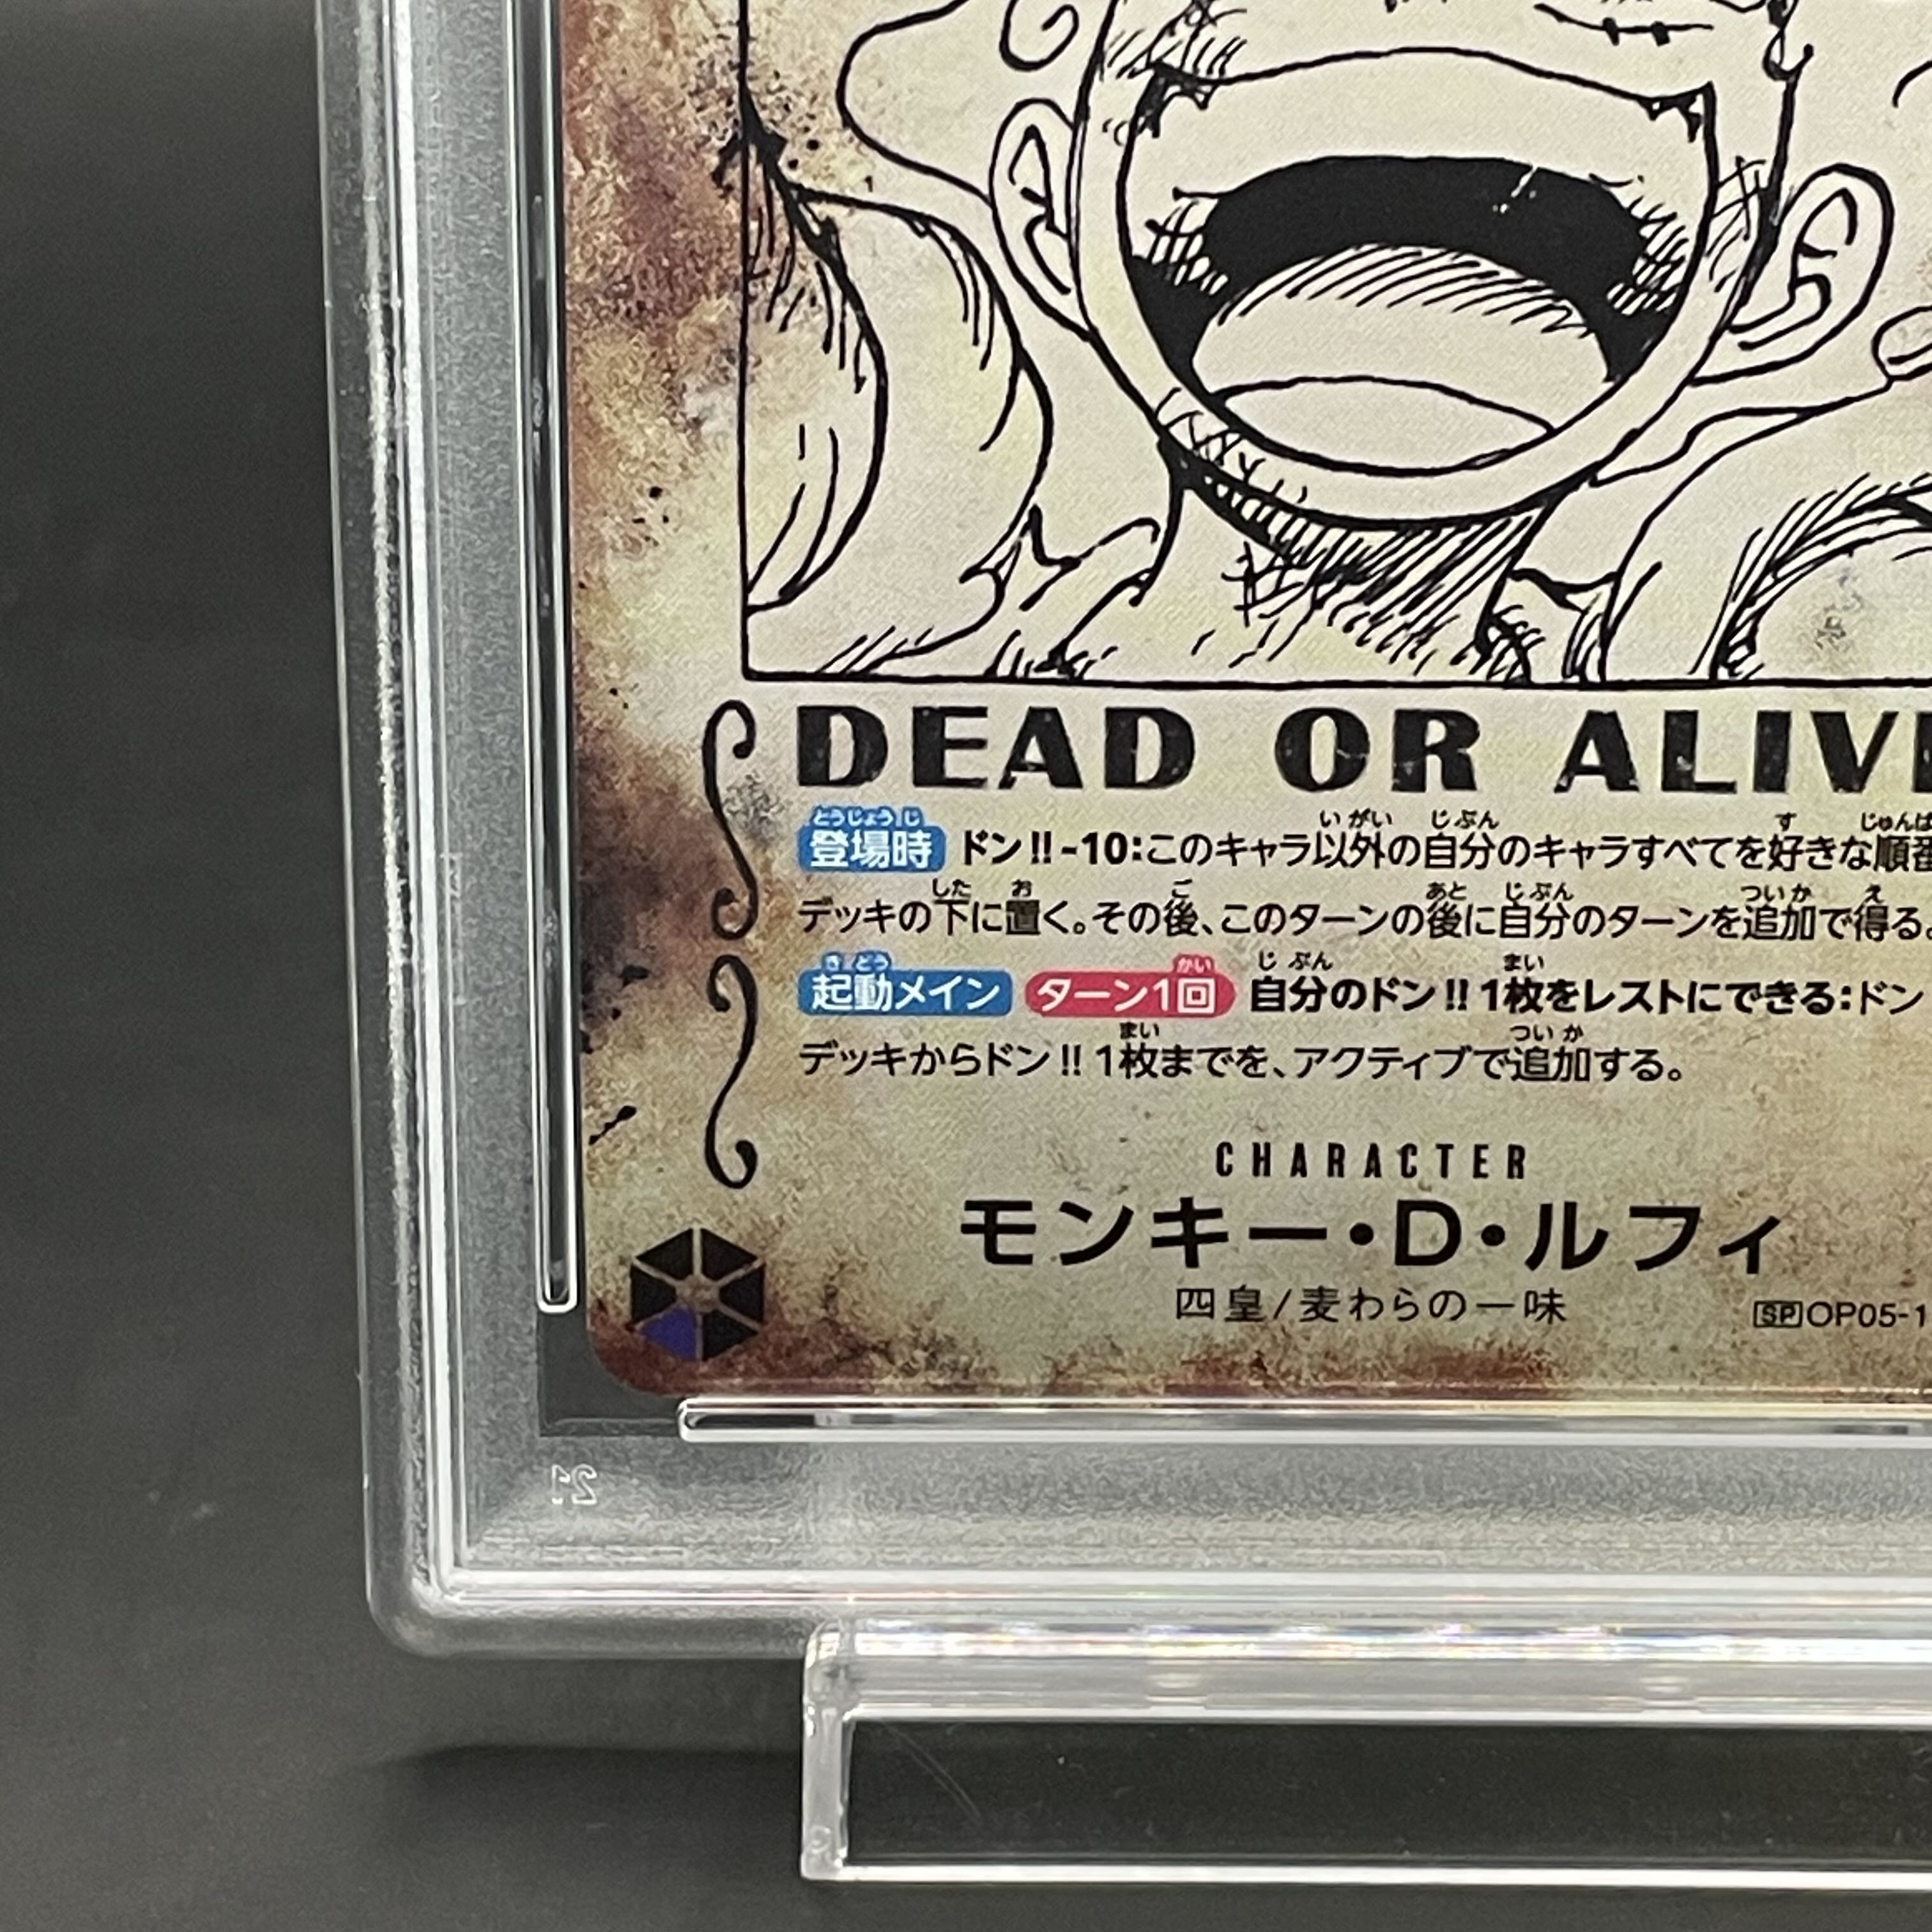 DEAD OR ALIVE
登場時 ドン!!-10:このキャラ以外の自分のキャラすべてを好きな順番
デッキの下に置く。その後、このターンの後に自分のターンを追加で得る。
起動メイン ターン1回 自分のドン!!1枚をレストにできる:ドン
デッキからドン!!1枚までを、アクティブで追加する。
CHARACTER
モンキー・D・ルフィ
四皇/麦わらの一味
SP OP05-1
21